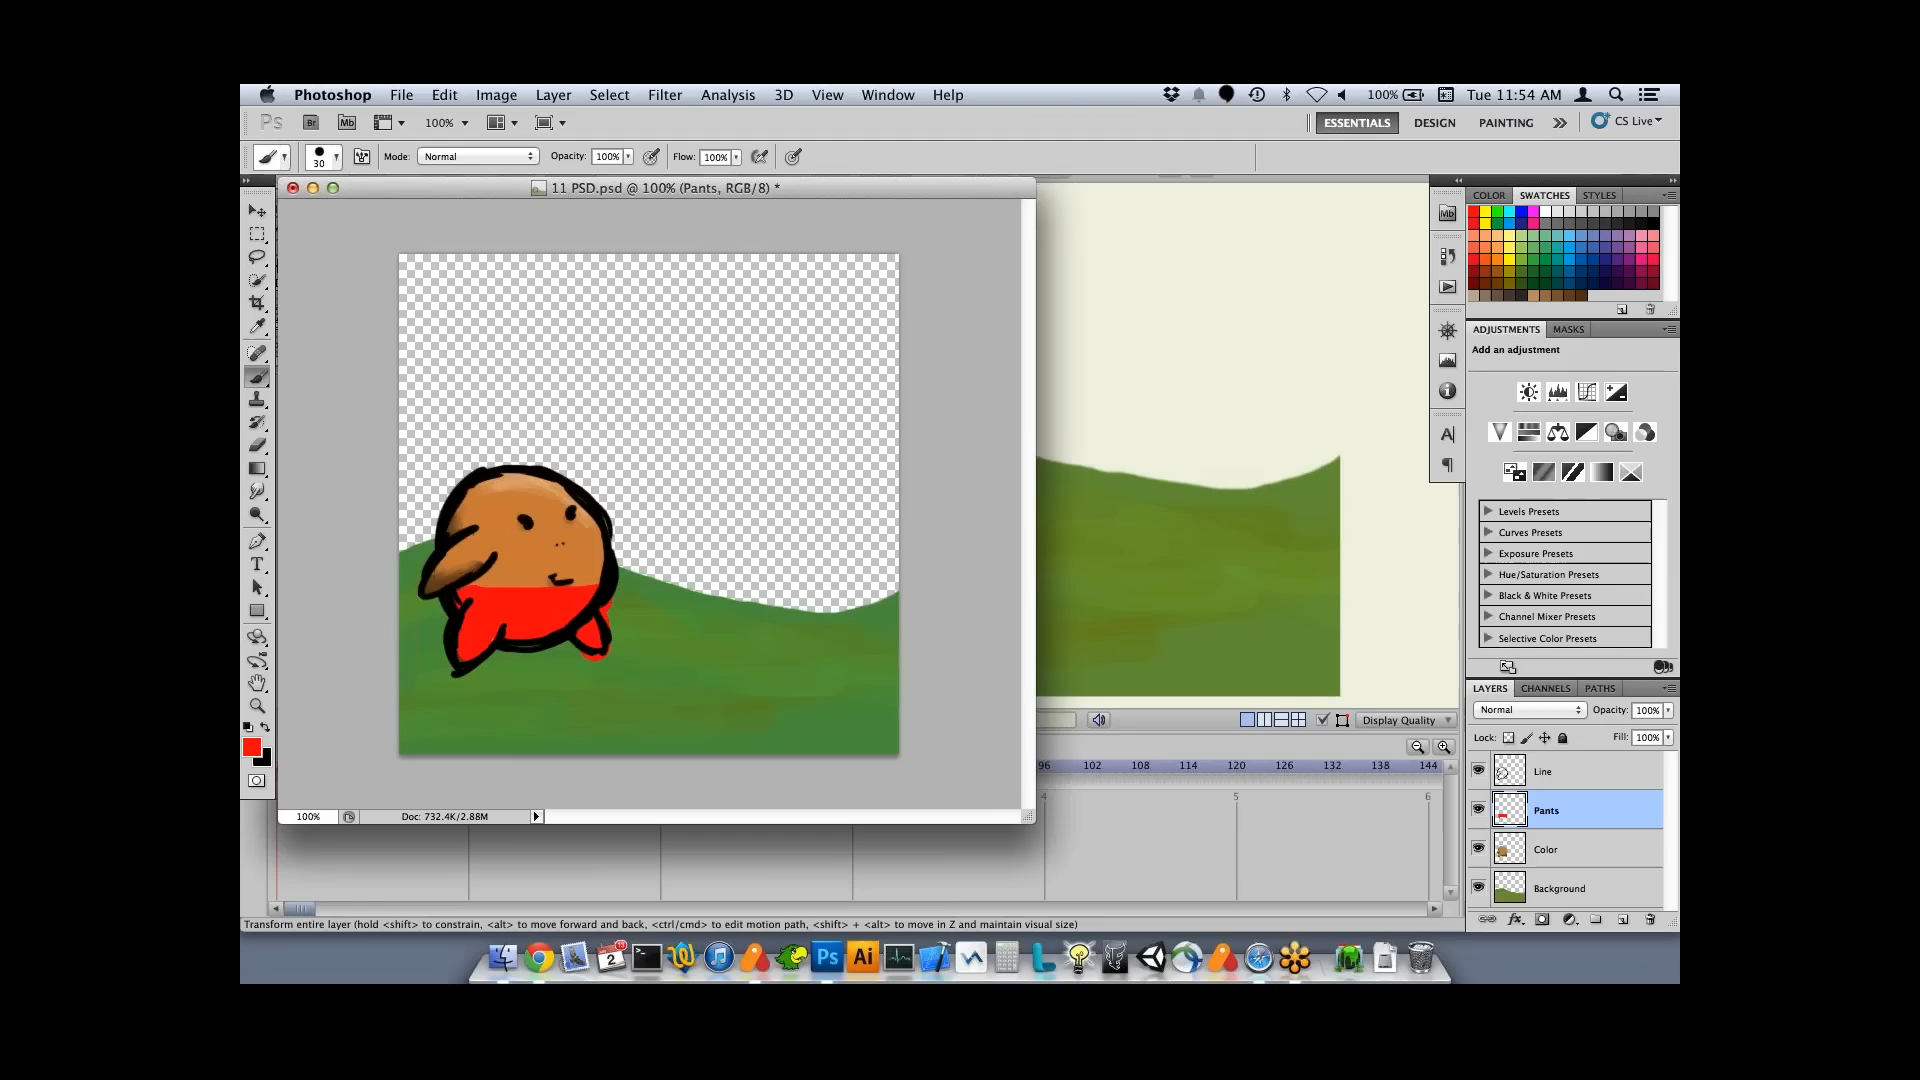 Photoshop File Edit Image Layer Select Filter Analysis 3D View Window Help 100% Tue 11:54 AM
Ps Br Mb 100% ESSENTIALS DESIGN PAINTING CS Live
30 Mode: Normal Opacity: 100% Flow: 100%
11 PSD.psd @ 100% (Pants, RGB/8) *
COLOR SWATCHES STYLES
Mb
ADJUSTMENTS MASKS
Add an adjustment
Levels Presets
Curves Presets
Exposure Presets
Hue/Saturation Presets
Black & White Presets
Channel Mixer Presets
Selective Color Presets
LAYERS CHANNELS PATHS
Normal Opacity: 100%
Lock: Fill: 100%
Line
Pants
Color
Background
Display Quality
96 102 108 114 120 126 132 138 144
4 5 6
100% Doc: 732.4K/2.88M
Transform entire layer (hold <shift> to constrain, <alt> to move forward and back, <ctrl/cmd> to edit motion path, <shift> + <alt> to move in Z and maintain visual size)
2 Ps Ai